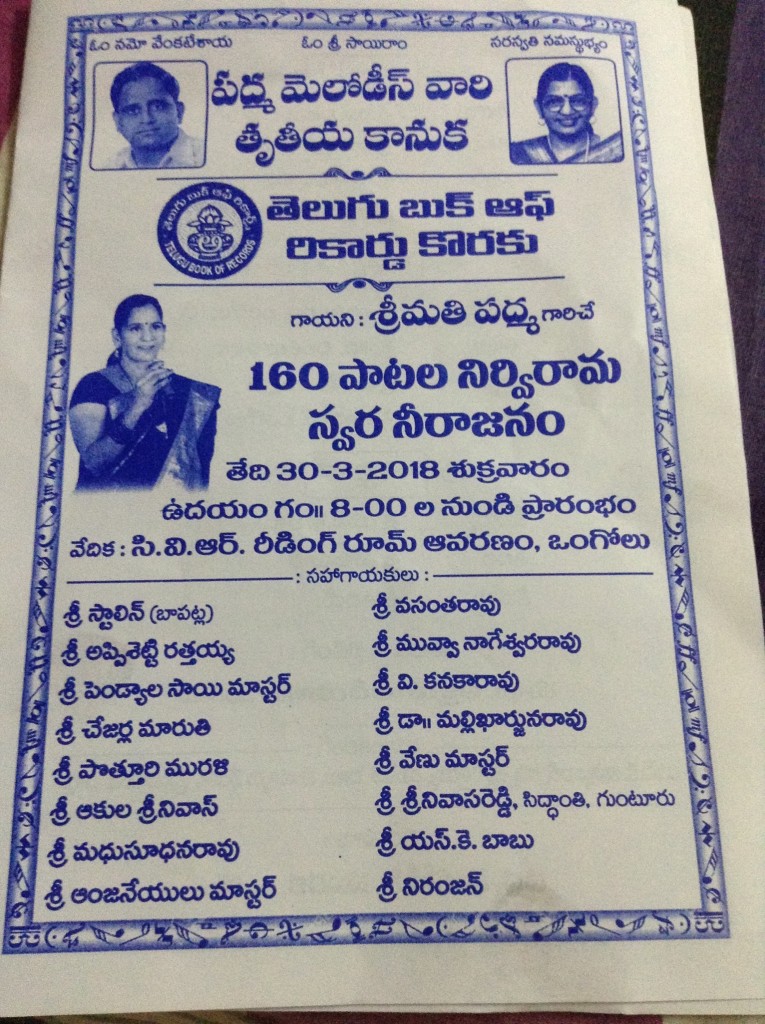 ఓం నమో వేంకటేశాయ
ఓం శ్రీ సాయిరాం
సరస్వతి నమస్తుభ్యం
పద్మ మెలోడీస్ వారి
తృతీయ కానుక
తెలుగు బుక్ ఆఫ్ రికార్డ్స్
TELUGU BOOK OF RECORDS
తెలుగు బుక్ ఆఫ్
రికార్డు కొరకు
గాయని : శ్రీమతి పద్మ గారిచే
160 పాటల నిర్విరామ
స్వర నీరాజనం
తేది 30-3-2018 శుక్రవారం
ఉదయం గం॥ 8-00 ల నుండి ప్రారంభం
వేదిక : సి.వి.ఆర్. రీడింగ్ రూమ్ ఆవరణం, ఒంగోలు
: సహాగాయకులు :
శ్రీ స్టాలిన్ (బాపట్ల)
శ్రీ అప్పిశెట్టి రత్తయ్య
శ్రీ పెండ్యాల సాయి మాస్టర్
శ్రీ చేజర్ల మారుతి
శ్రీ పొత్తూరి మురళి
శ్రీ ఆకుల శ్రీనివాస్
శ్రీ మధుసూధనరావు
శ్రీ ఆంజనేయులు మాస్టర్
శ్రీ వసంతరావు
శ్రీ మువ్వా నాగేశ్వరరావు
శ్రీ వి. కనకారావు
శ్రీ డా॥ మల్లిఖార్జునరావు
శ్రీ వేణు మాస్టర్
శ్రీ శ్రీనివాసరెడ్డి, సిద్ధాంతి, గుంటూరు
శ్రీ యస్.కె. బాబు
శ్రీ నిరంజన్